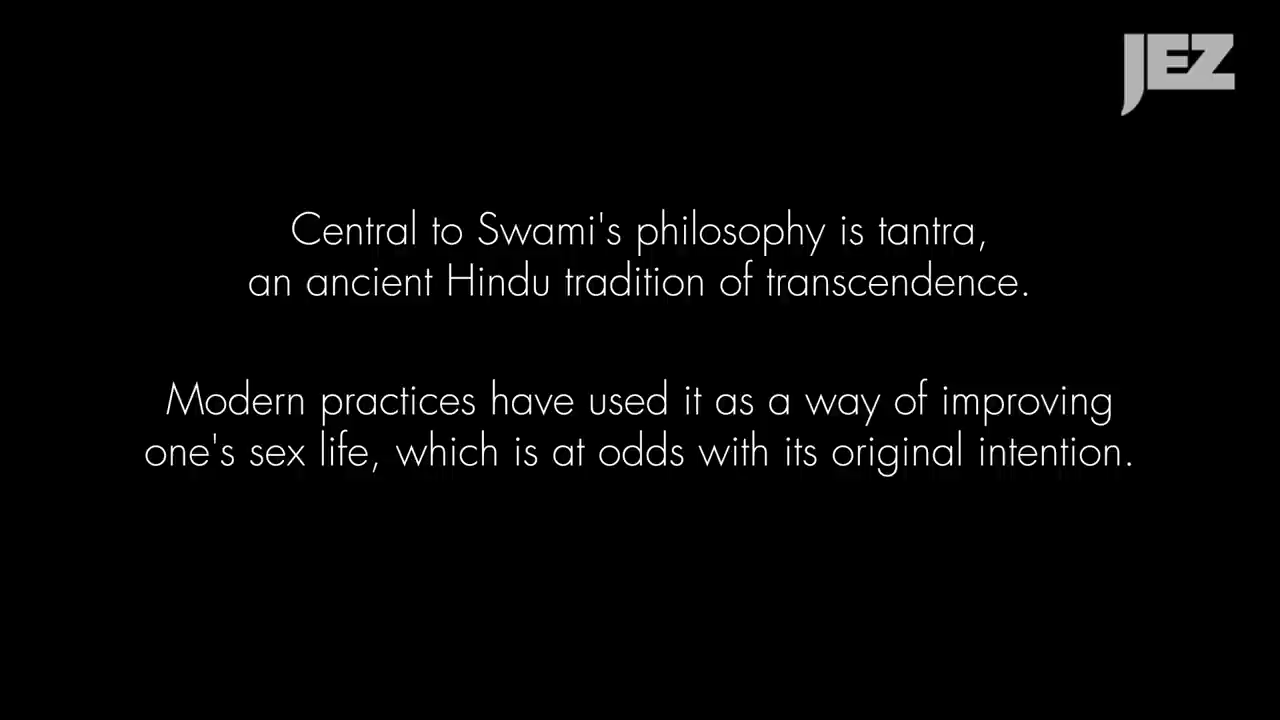 JEZ
Central to Swami's philosophy is tantra,
an ancient Hindu tradition of transcendence.
Modern practices have used it as a way of improving
one's sex life, which is at odds with its original intention.